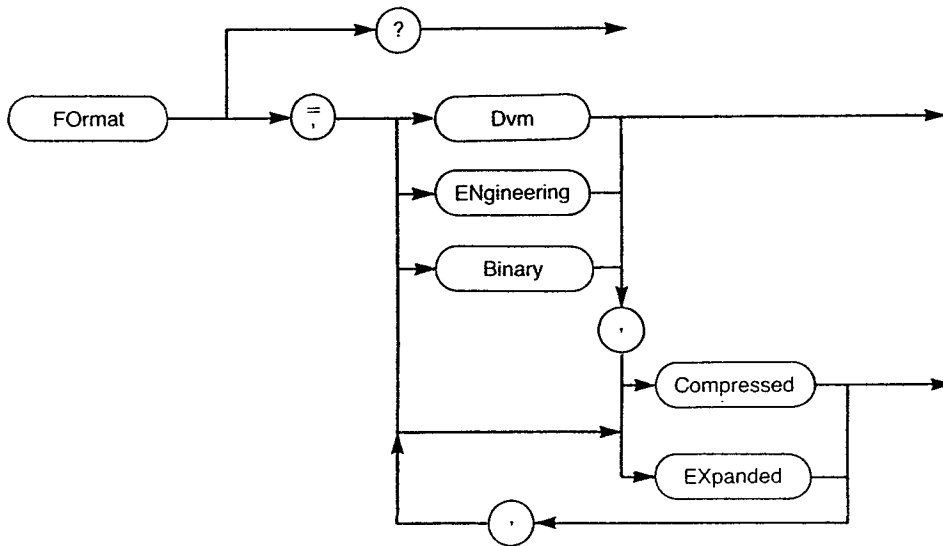 ?
FOrmat
=
,
Dvm
ENgineering
Binary
,
Compressed
EXpanded
,